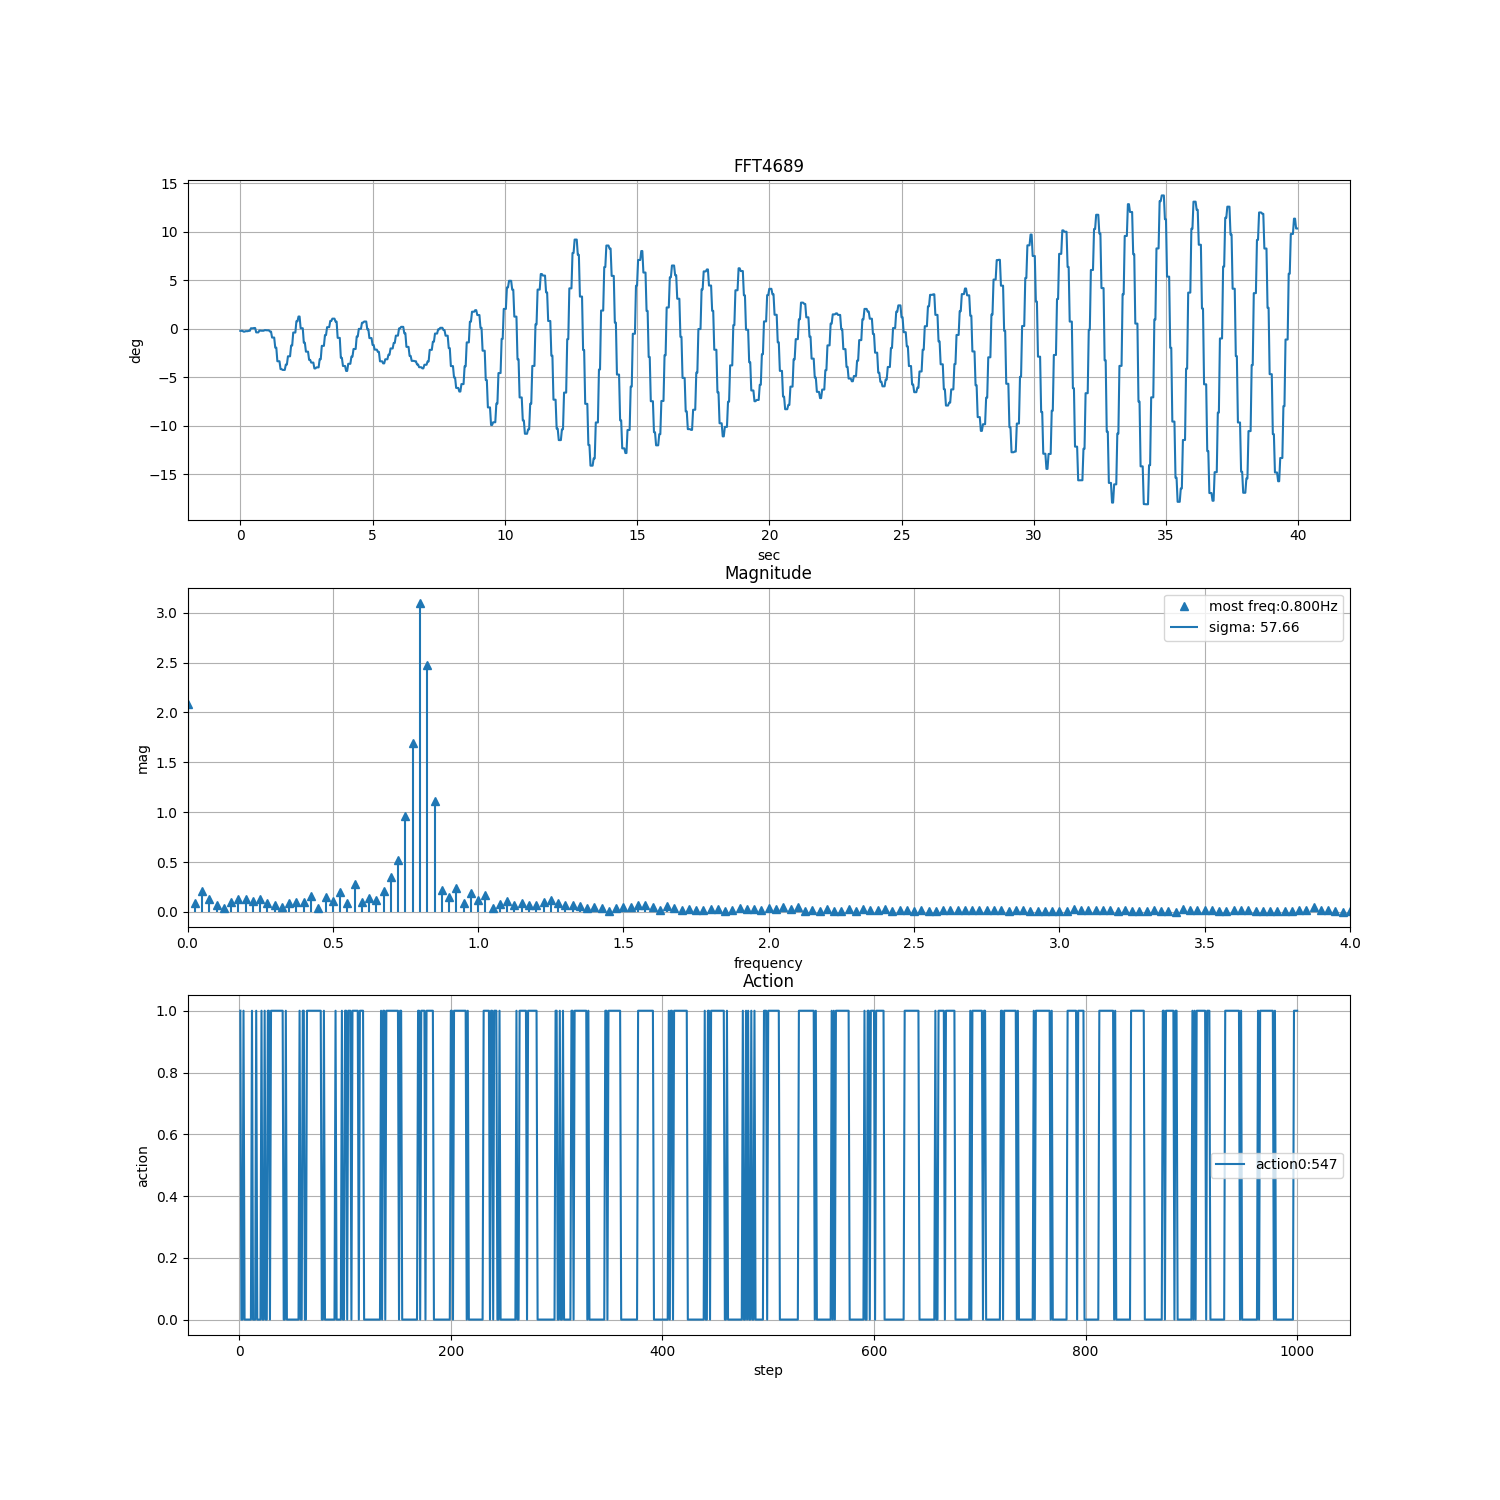 FFT4689
15
10
5
0
−5
−10
−15
deg
0 5 10 15 20 25 30 35 40
sec
Magnitude
3.0
2.5
2.0
1.5
1.0
0.5
0.0
mag
most freq:0.800Hz
sigma: 57.66
0.0 0.5 1.0 1.5 2.0 2.5 3.0 3.5 4.0
frequency
Action
1.0
0.8
0.6
0.4
0.2
0.0
action
action0:547
0 200 400 600 800 1000
step